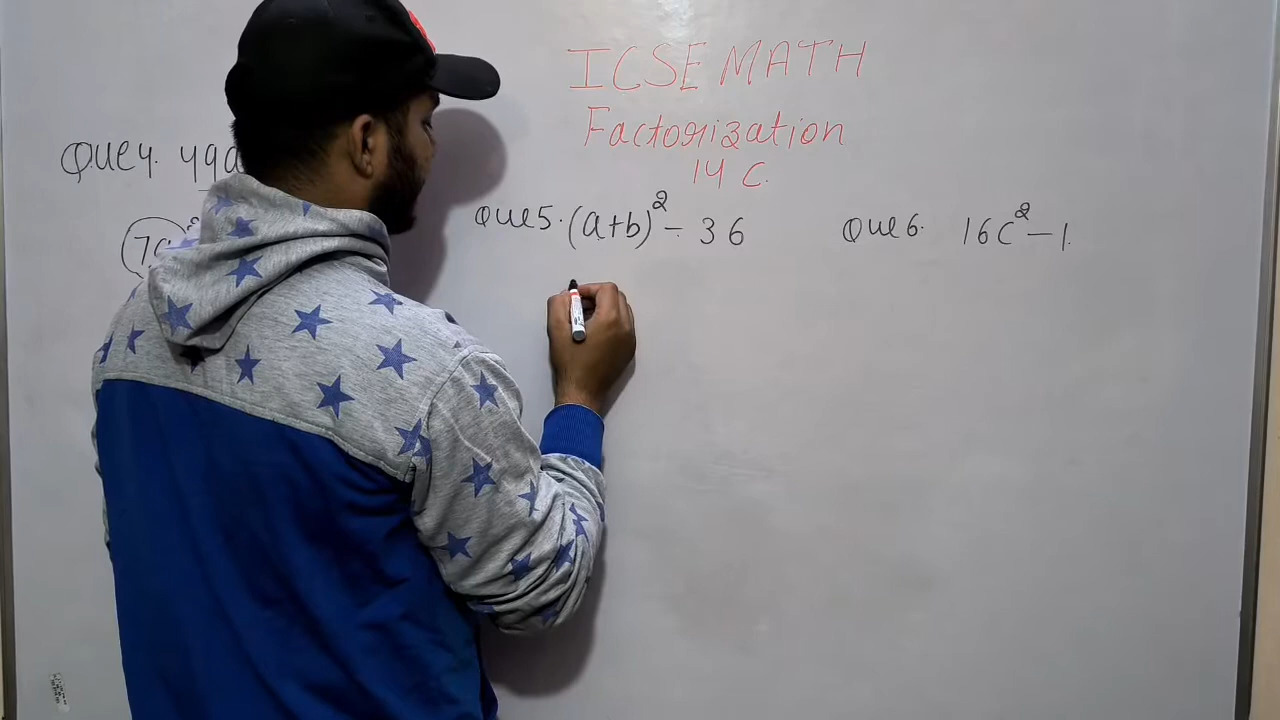 ICSE MATH
Factorization
14 C.
Que4. 49a
Que5. (a+b)² - 36
Que6. 16c² - 1.